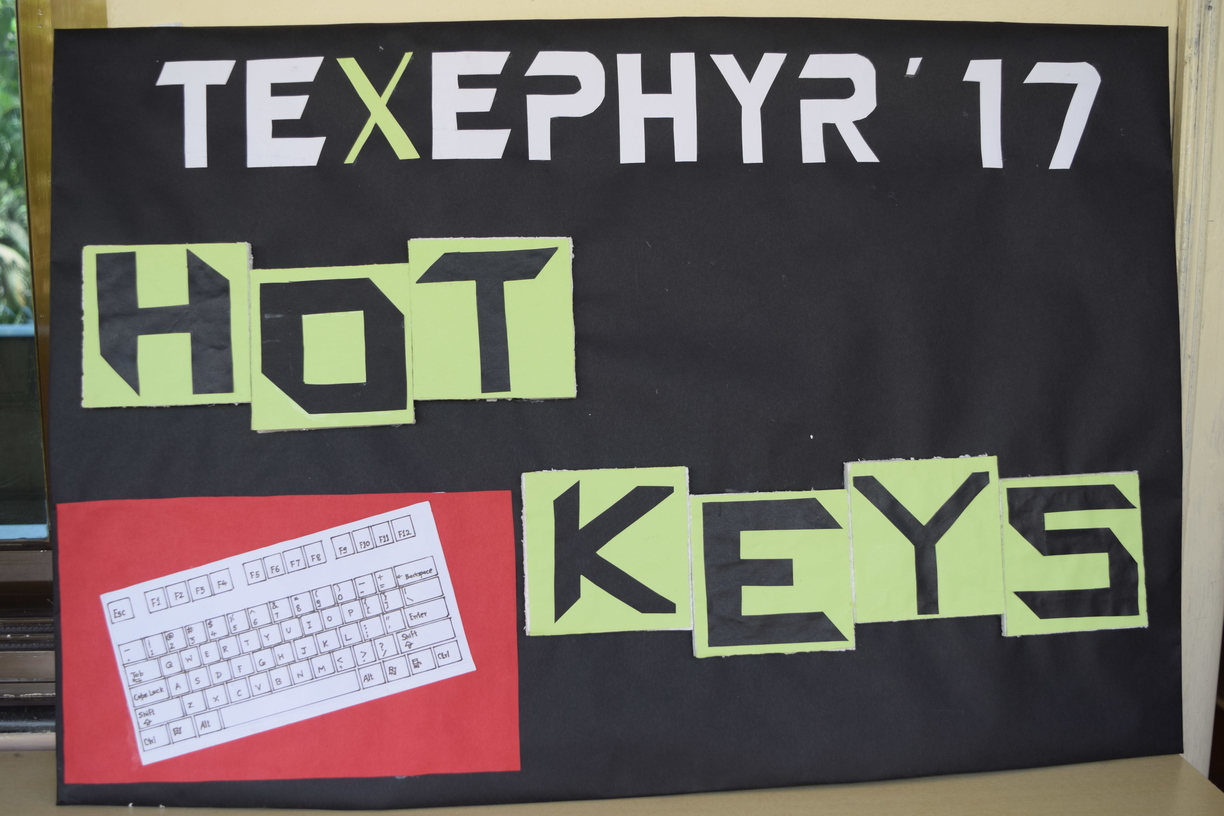 TEXEPHYR'17
HOT
KEYS
Esc F1 F2 F3 F4 F5 F6 F7 F8 F9 F10 F11 F12
Backspace
Tab Q W E R T Y U I O P
Caps Lock A S D F G H J K L Enter
Shift Z X C V B N M Shift
Ctrl Alt Alt Ctrl